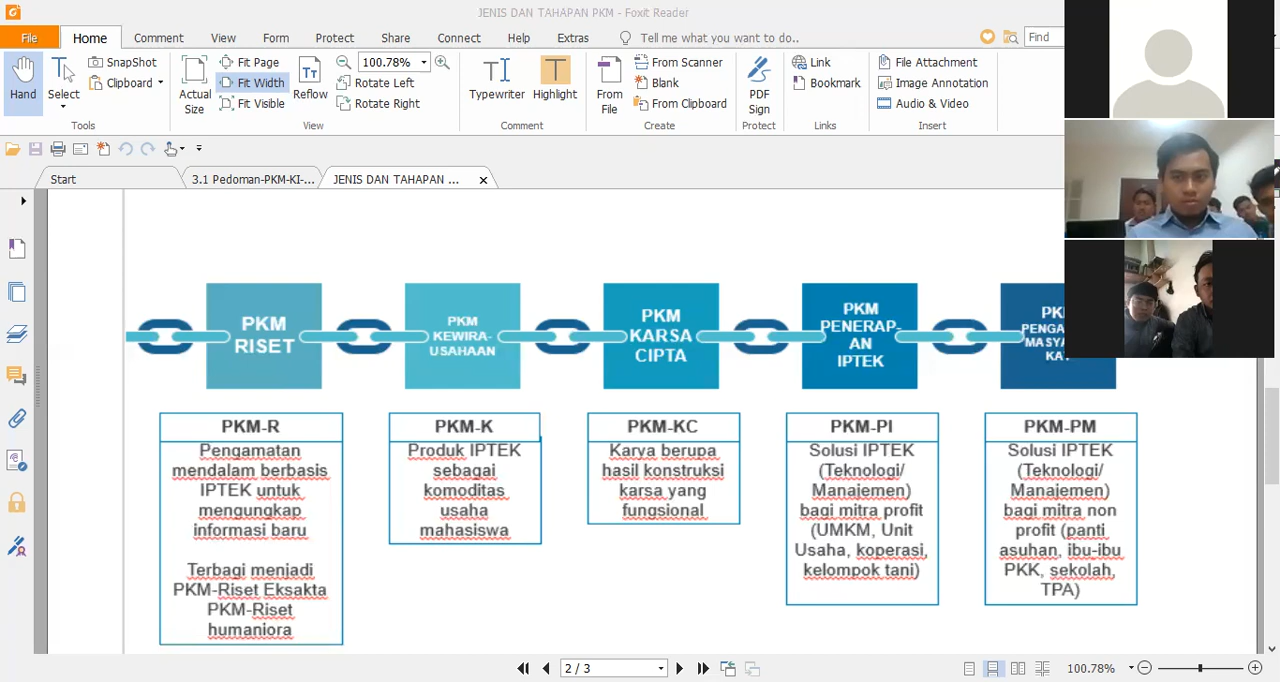 JENIS DAN TAHAPAN PKM - Foxit Reader
File
Home
Comment
View
Form
Protect
Share
Connect
Help
Extras
Tell me what you want to do..
Find
Hand
Select
SnapShot
Clipboard
Tools
Actual
Size
Fit Page
Fit Width
Fit Visible
Reflow
100.78%
Rotate Left
Rotate Right
View
Typewriter
Highlight
Comment
From
File
From Scanner
Blank
From Clipboard
Create
PDF
Sign
Protect
Link
Bookmark
Links
File Attachment
Image Annotation
Audio & Video
Insert
Start
3.1 Pedoman-PKM-KI-...
JENIS DAN TAHAPAN ...
PKM
RISET
PKM
KEWIRA-
USAHAAN
PKM
KARSA
CIPTA
PKM
PENERAP-
AN
IPTEK
PKM-R
Pengamatan
mendalam berbasis
IPTEK untuk
mengungkap
informasi baru
Terbagi menjadi
PKM-Riset Eksakta
PKM-Riset
humaniora
PKM-K
Produk IPTEK
sebagai
komoditas
usaha
mahasiswa
PKM-KC
Karya berupa
hasil konstruksi
karsa yang
fungsional
PKM-PI
Solusi IPTEK
(Teknologi/
Manajemen)
bagi mitra profit
(UMKM, Unit
Usaha, koperasi,
kelompok tani)
PKM-PM
Solusi IPTEK
(Teknologi/
Manajemen)
bagi mitra non
profit (panti
asuhan, ibu-ibu
PKK, sekolah,
TPA)
2 / 3
100.78%